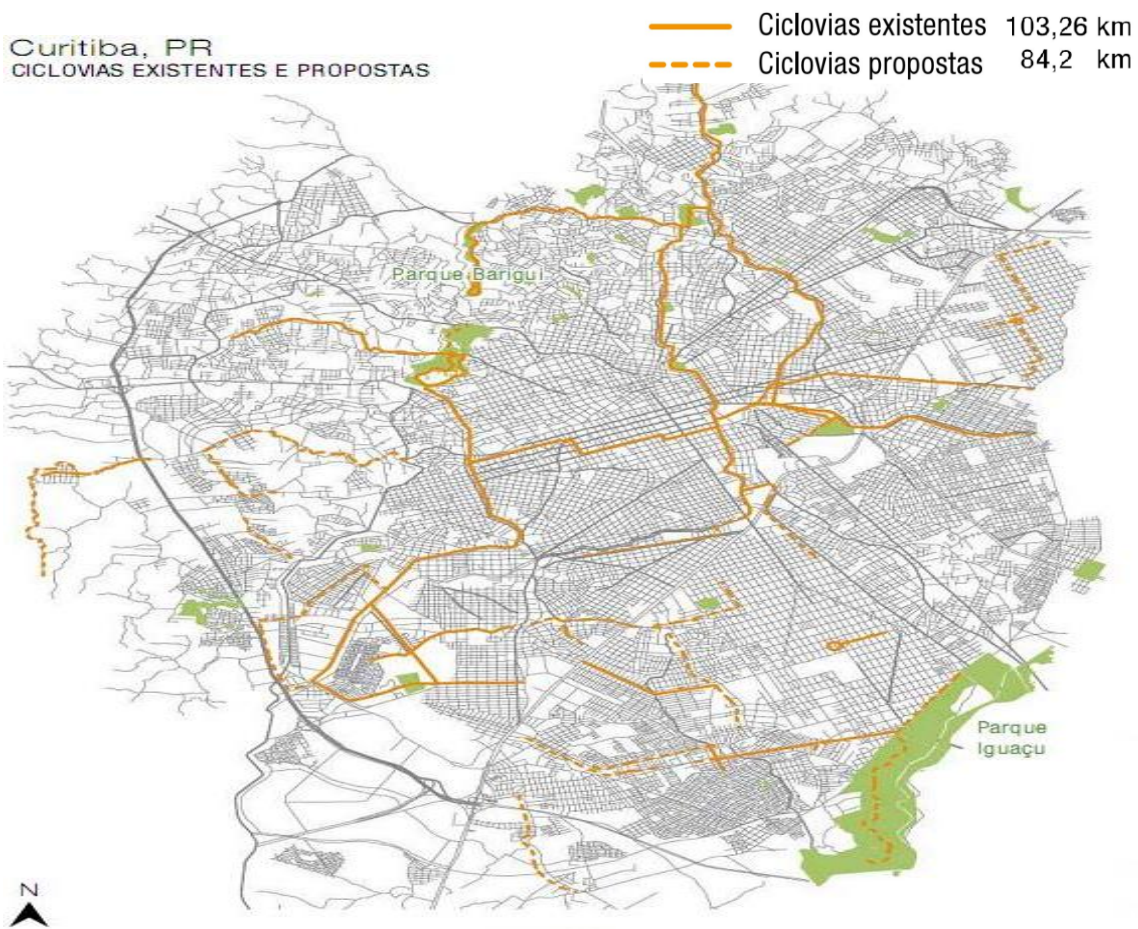 Curitiba, PR
CICLOVIAS EXISTENTES E PROPOSTAS
Ciclovias existentes 103,26 km
Ciclovias propostas 84,2 km
Parque Barigui
Parque
Iguaçu
N